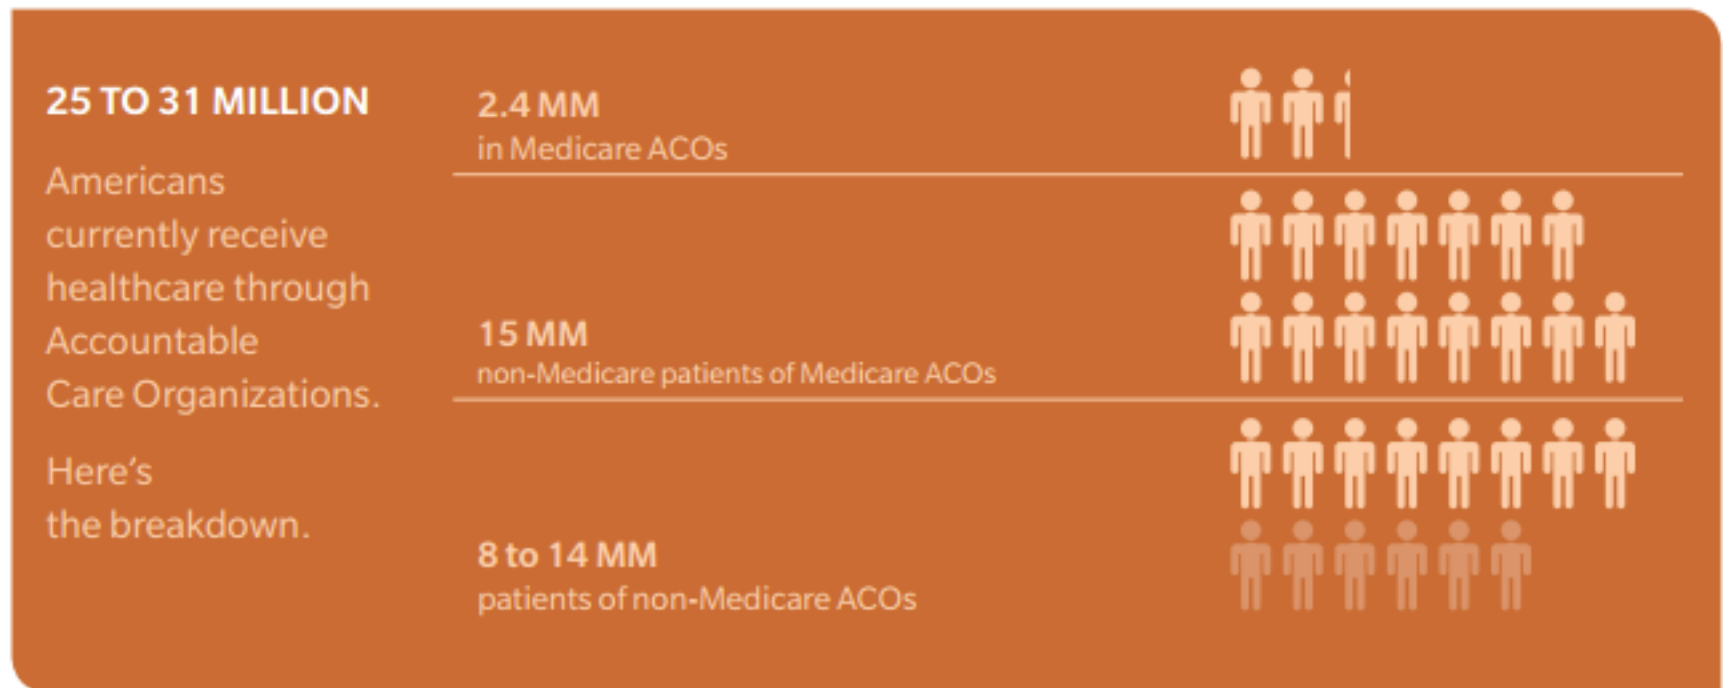 25 TO 31 MILLION
Americans
currently receive
healthcare through
Accountable
Care Organizations.
Here's
the breakdown.
2.4 MM
in Medicare ACOs
15 MM
non-Medicare patients of Medicare ACOs
8 to 14 MM
patients of non-Medicare ACOs